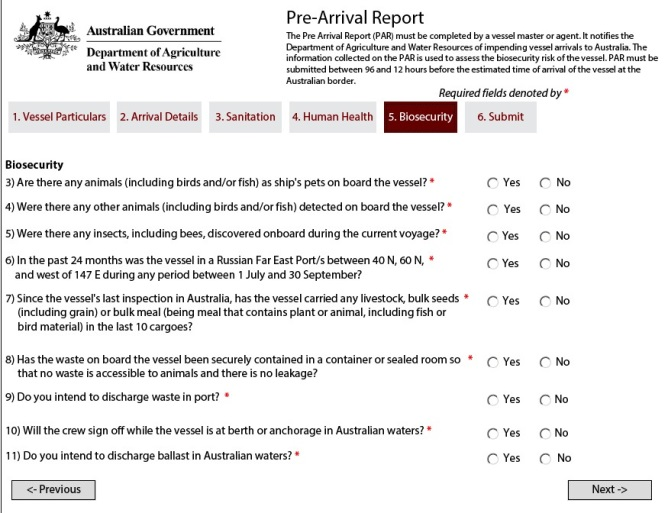 Australian Government
Department of Agriculture
and Water Resources
Pre-Arrival Report
The Pre Arrival Report (PAR) must be completed by a vessel master or agent. It notifies the
Department of Agriculture and Water Resources of impending vessel arrivals to Australia. The
information collected on the PAR is used to assess the biosecurity risk of the vessel. PAR must be
submitted between 96 and 12 hours before the estimated time of arrival of the vessel at the
Australian border.
Required fields denoted by *
1. Vessel Particulars 2. Arrival Details 3. Sanitation 4. Human Health 5. Biosecurity 6. Submit
Biosecurity
3) Are there any animals (including birds and/or fish) as ship's pets on board the vessel? * Yes No
4) Were there any other animals (including birds and/or fish) detected on board the vessel? * Yes No
5) Were there any insects, including bees, discovered onboard during the current voyage? * Yes No
6) In the past 24 months was the vessel in a Russian Far East Port/s between 40 N, 60 N, * Yes No
and west of 147 E during any period between 1 July and 30 September?
7) Since the vessel's last inspection in Australia, has the vessel carried any livestock, bulk seeds * Yes No
(including grain) or bulk meal (being meal that contains plant or animal, including fish or
bird material) in the last 10 cargoes?
8) Has the waste on board the vessel been securely contained in a container or sealed room so * Yes No
that no waste is accessible to animals and there is no leakage?
9) Do you intend to discharge waste in port? * Yes No
10) Will the crew sign off while the vessel is at berth or anchorage in Australian waters? * Yes No
11) Do you intend to discharge ballast in Australian waters? * Yes No
<- Previous Next ->